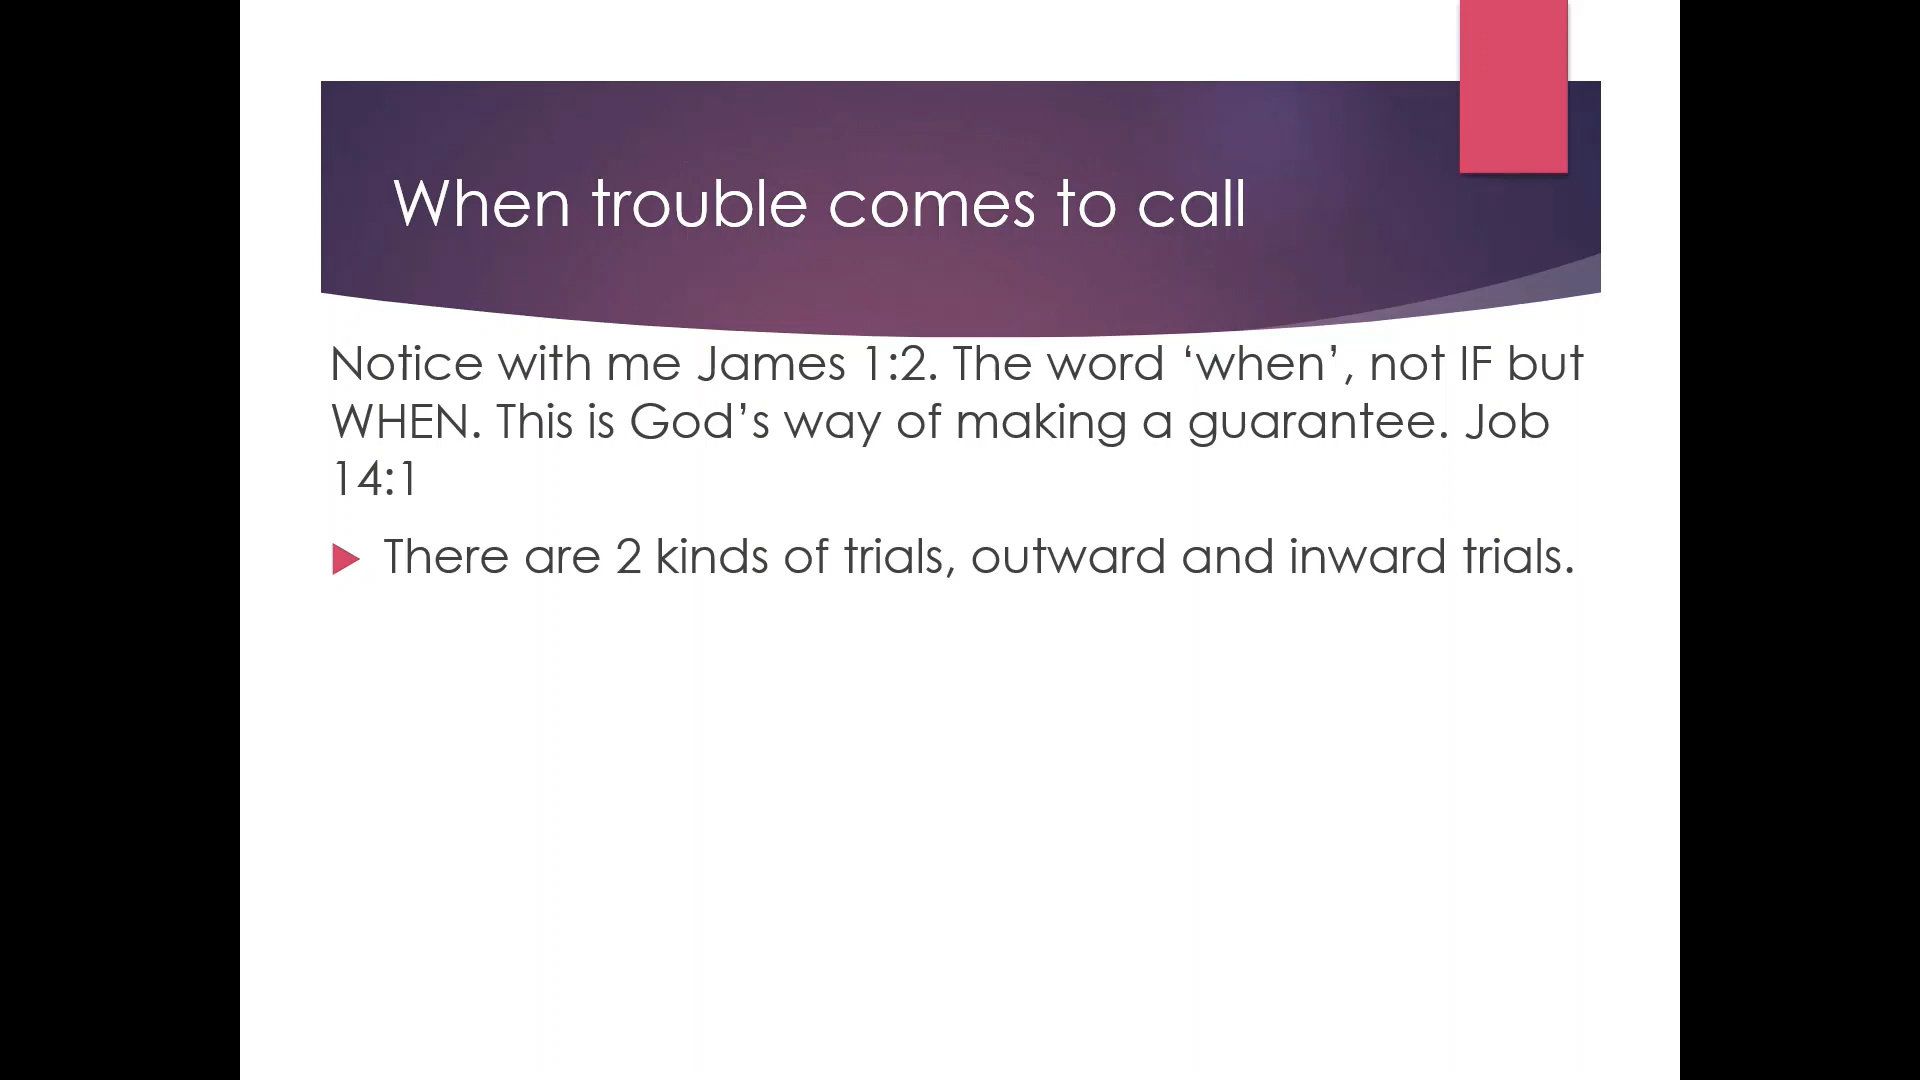 When trouble comes to call
Notice with me James 1:2. The word ‘when’, not IF but
WHEN. This is God’s way of making a guarantee. Job
14:1
There are 2 kinds of trials, outward and inward trials.